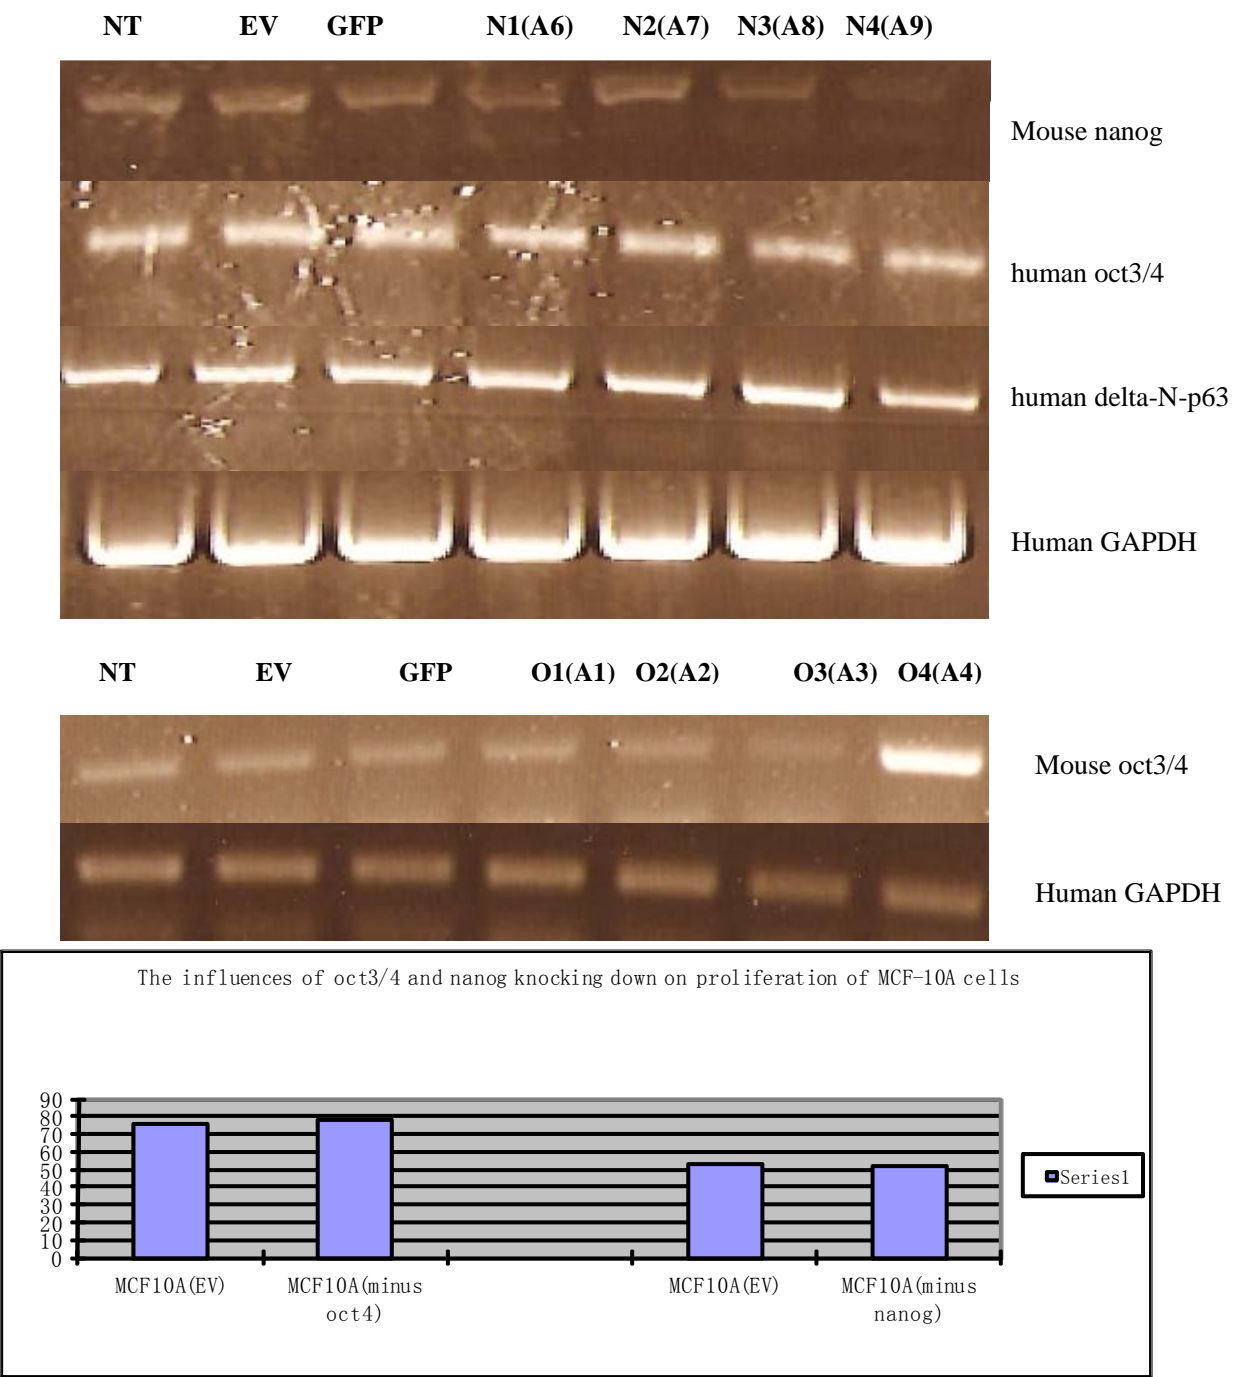 NT EV GFP N1(A6) N2(A7) N3(A8) N4(A9)
Mouse nanog
human oct3/4
human delta-N-p63
Human GAPDH
NT EV GFP O1(A1) O2(A2) O3(A3) O4(A4)
Mouse oct3/4
Human GAPDH
The influences of oct3/4 and nanog knocking down on proliferation of MCF-10A cells
90
80
70
60
50
40
30
20
10
0
MCF10A(EV) MCF10A(minus MCF10A(EV) MCF10A(minus
oct4) nanog)
Series1